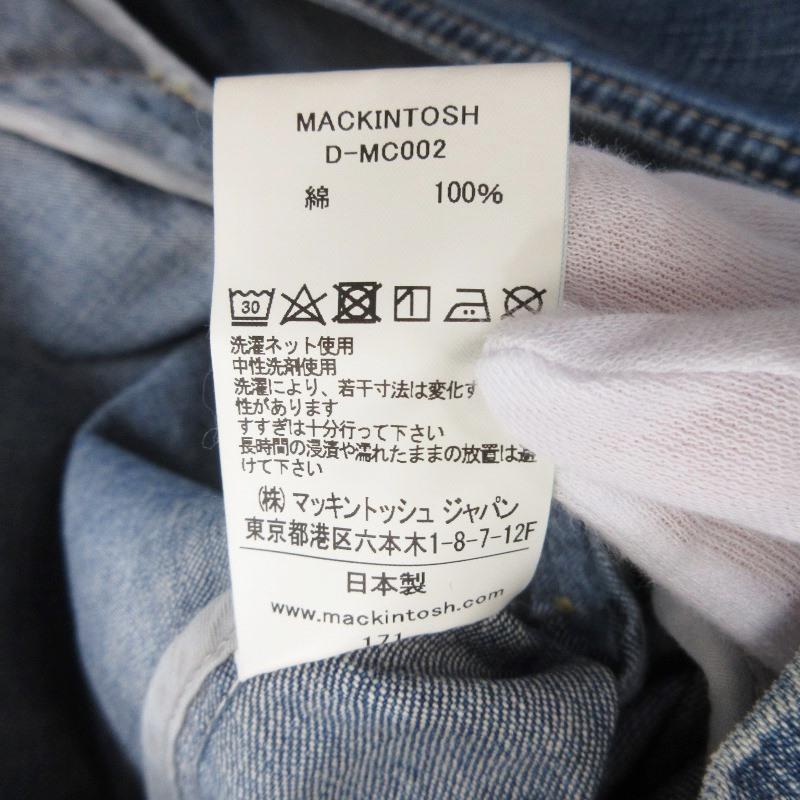 MACKINTOSH
D-MC002
綿 100%
30
洗濯ネット使用
中性洗剤使用
洗濯により、若干寸法は変化す
性があります
すすぎは十分行って下さい
長時間の浸漬や濡れたままの放置は避
けて下さい
(株) マッキントッシュ ジャパン
東京都港区六本木1-8-7-12F
日本製
www.mackintosh.com
171